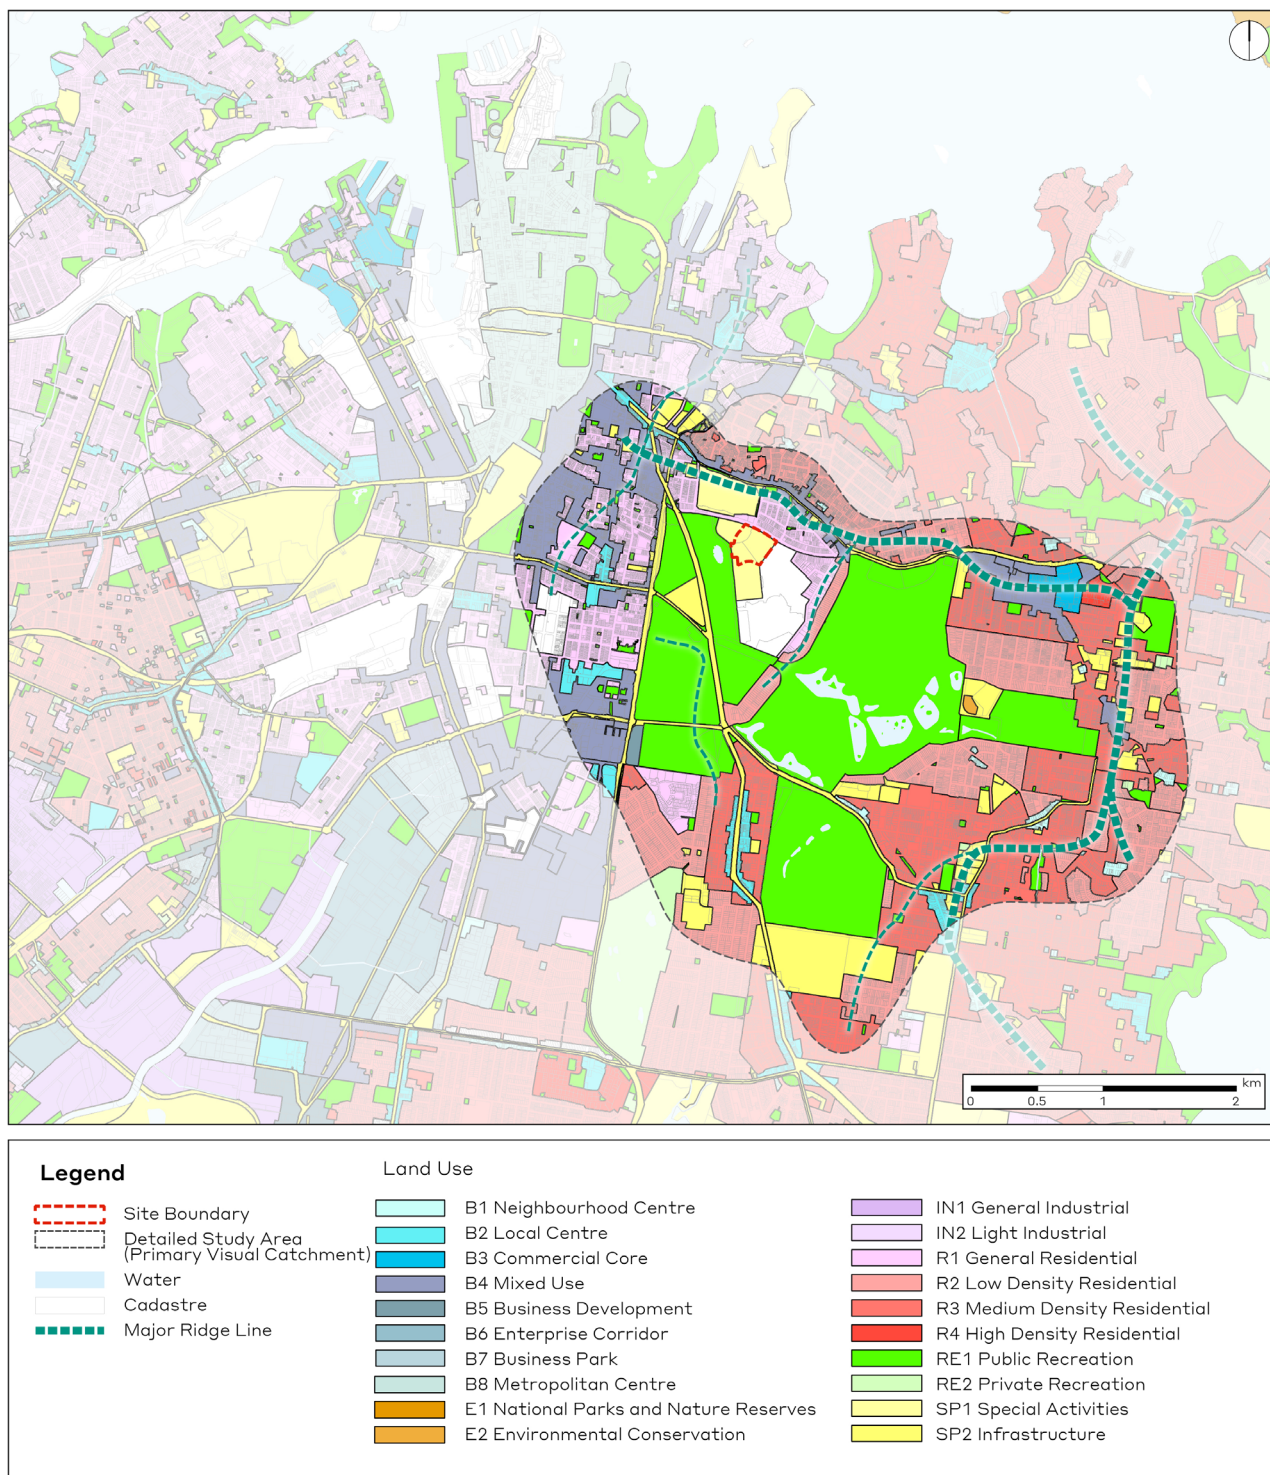 km
0 0.5 1 2
Legend
Site Boundary
Detailed Study Area
(Primary Visual Catchment)
Water
Cadastre
Major Ridge Line
Land Use
B1 Neighbourhood Centre
B2 Local Centre
B3 Commercial Core
B4 Mixed Use
B5 Business Development
B6 Enterprise Corridor
B7 Business Park
B8 Metropolitan Centre
E1 National Parks and Nature Reserves
E2 Environmental Conservation
IN1 General Industrial
IN2 Light Industrial
R1 General Residential
R2 Low Density Residential
R3 Medium Density Residential
R4 High Density Residential
RE1 Public Recreation
RE2 Private Recreation
SP1 Special Activities
SP2 Infrastructure